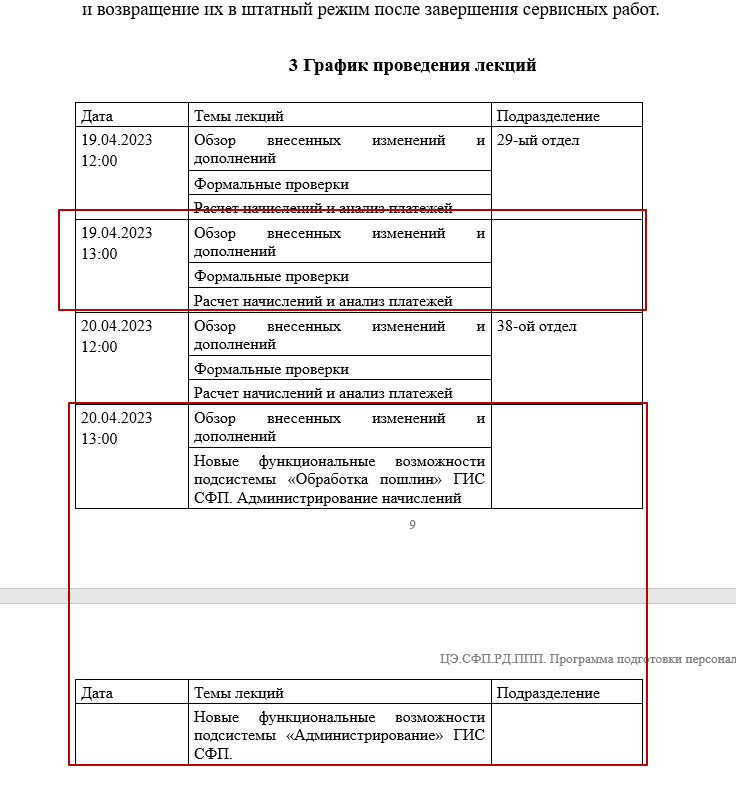 и возвращение их в штатный режим после завершения сервисных работ.
3 График проведения лекций
Дата Темы лекций Подразделение
19.04.2023 Обзор внесенных изменений и 29-ый отдел
12:00 дополнений
Формальные проверки
Расчет начислений и анализ платежей
19.04.2023 Обзор внесенных изменений и
13:00 дополнений
Формальные проверки
Расчет начислений и анализ платежей
20.04.2023 Обзор внесенных изменений и 38-ой отдел
12:00 дополнений
Формальные проверки
Расчет начислений и анализ платежей
20.04.2023 Обзор внесенных изменений и
13:00 дополнений
Новые функциональные возможности
подсистемы «Обработка пошлин» ГИС
СФП. Администрирование начислений
9
ЦЭ.СФП.РД.ППП. Программа подготовки персонал
Дата Темы лекций Подразделение
Новые функциональные возможности
подсистемы «Администрирование» ГИС
СФП.